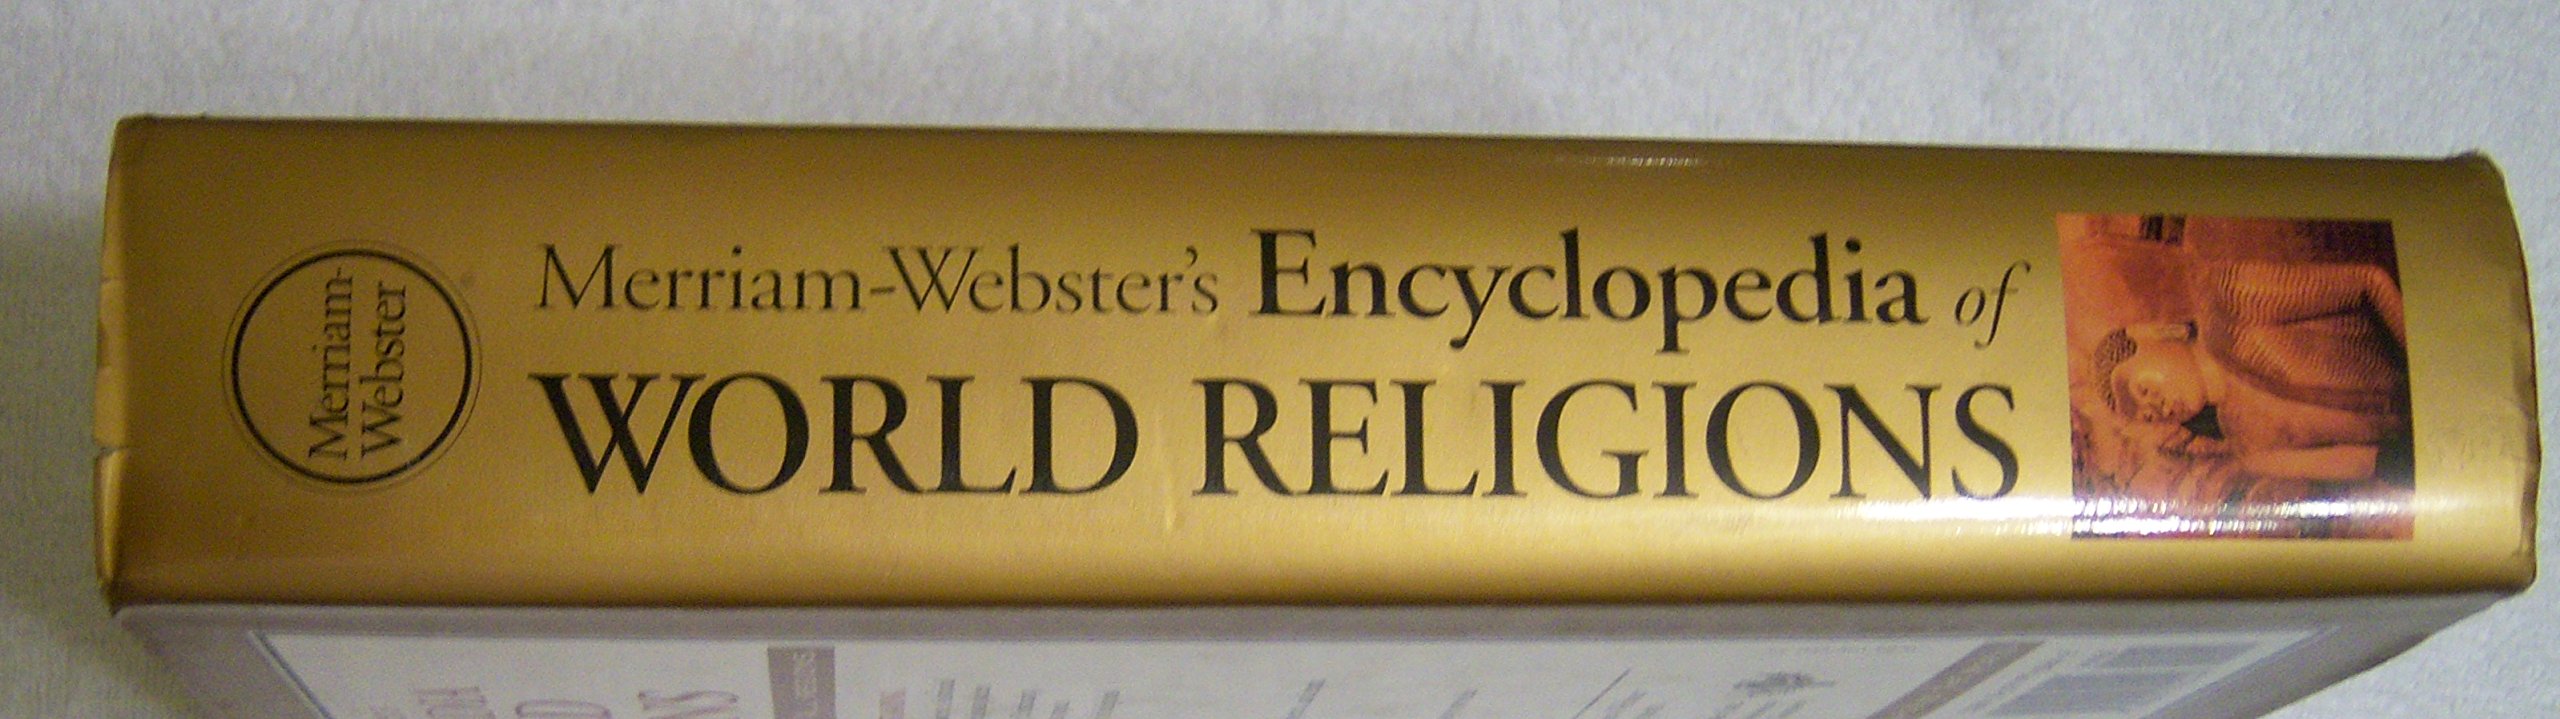 Merriam-
Webster
Merriam-Webster's Encyclopedia of
WORLD RELIGIONS